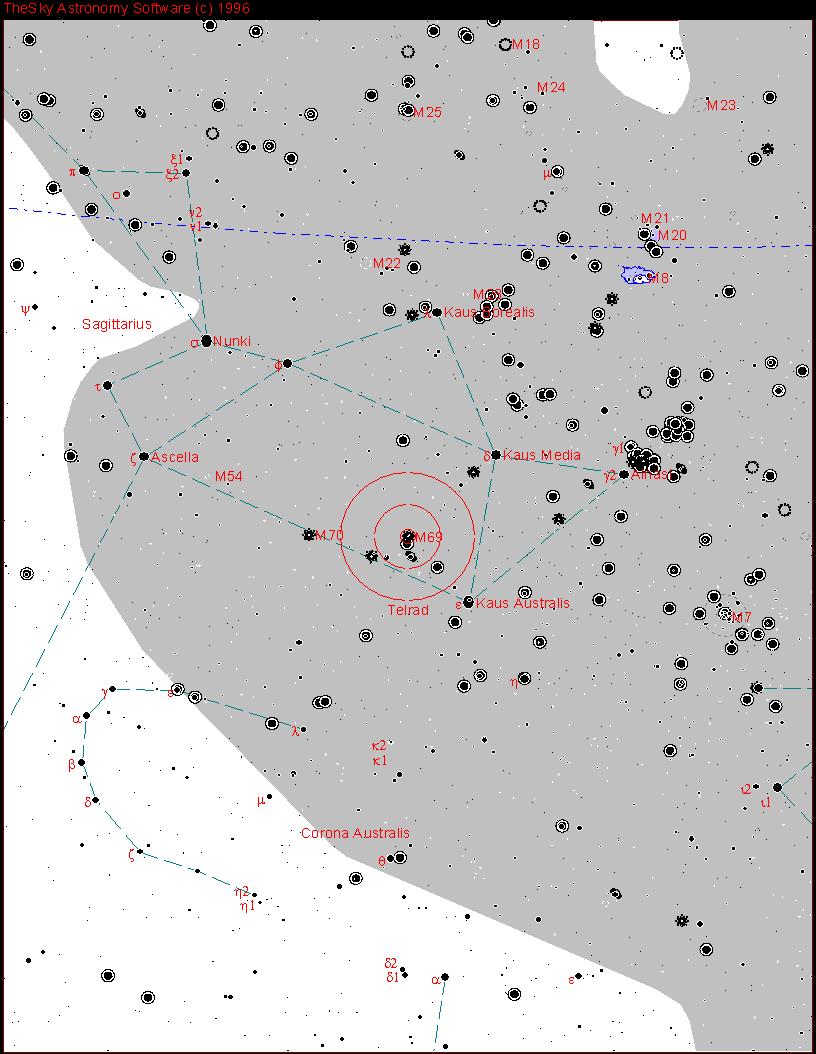 TheSky Astronomy Software (c) 1996
M18
M24
M23
M25
ξ1
π
ξ2
μ
ο
ν2
ν1
M21
M20
M22
M8
ψ
λ Kaus Borealis
Sagittarius
σ Nunki
φ
τ
γ1
ζ Ascella
δ Kaus Media
M54
γ2 Alnasl
M70
M69
ε Kaus Australis
Telrad
M7
η
γ
ε
α
λ
κ2
κ1
β
ι2
δ
μ
ι1
Corona Australis
ζ
θ
η2
η1
δ2
δ1
α
ε